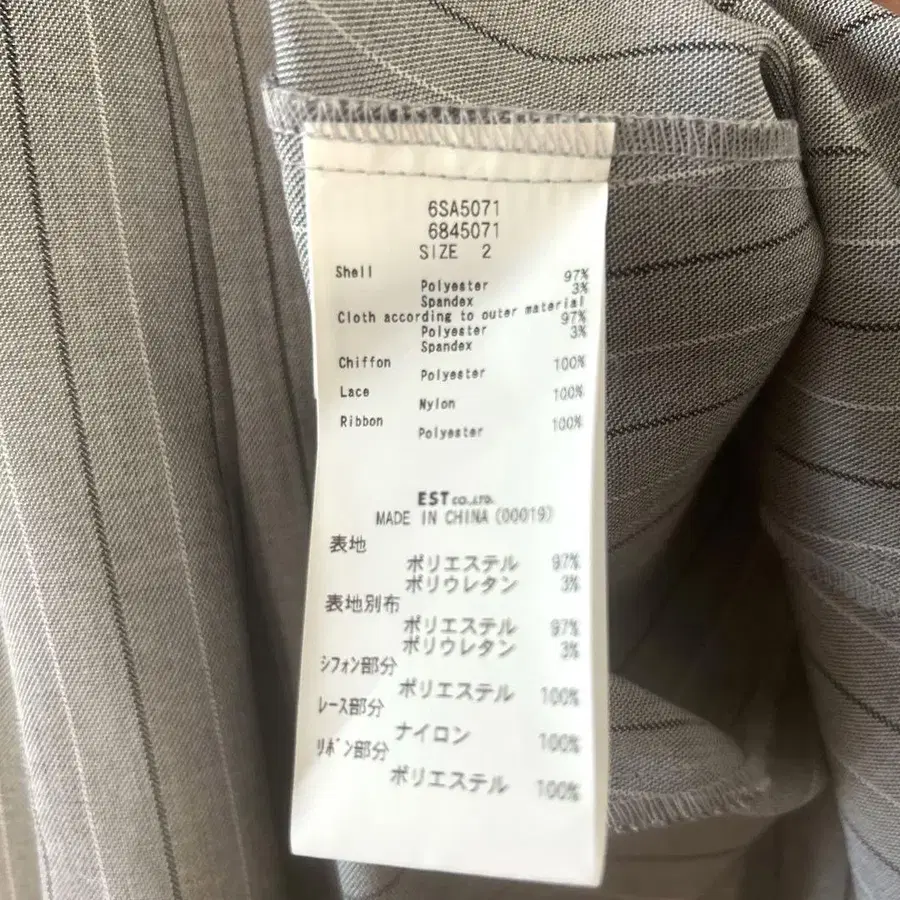 6SA5071
6845071
SIZE 2
Shell
Polyester 97%
Spandex 3%
Cloth according to outer material
Polyester 97%
Spandex 3%
Chiffon
Polyester 100%
Lace
Nylon 100%
Ribbon
Polyester 100%
EST CO.,LTD.
MADE IN CHINA (00019)
表地
ポリエステル 97%
ポリウレタン 3%
表地別布
ポリエステル 97%
ポリウレタン 3%
シフォン部分
ポリエステル 100%
レース部分
ナイロン 100%
リボン部分
ポリエステル 100%